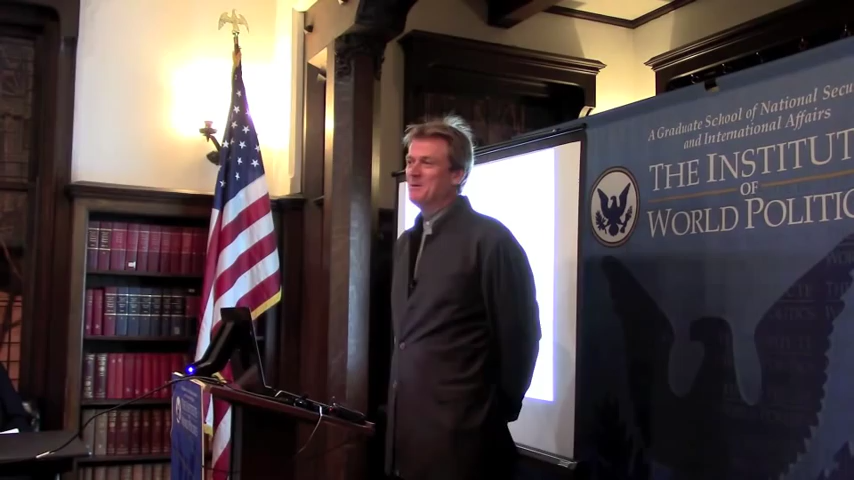 A Graduate School of National Secu
and International Affairs
THE INSTITUT
OF
WORLD POLITIC